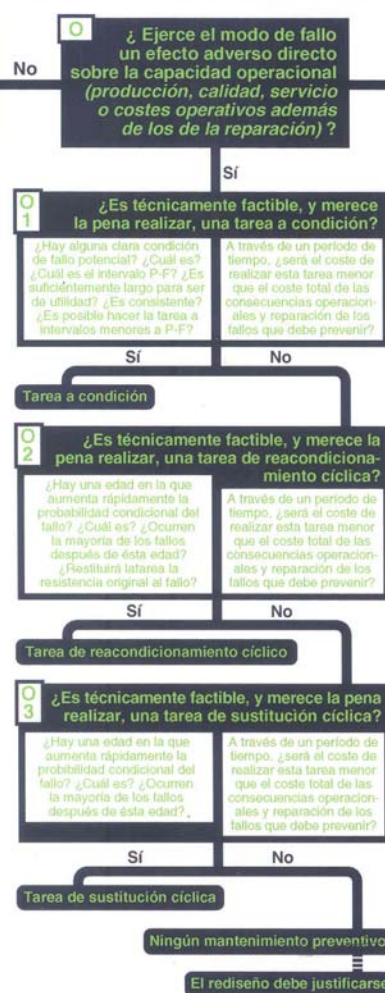 O
¿ Ejerce el modo de fallo
un efecto adverso directo
sobre la capacidad operacional
(producción, calidad, servicio
o costes operativos además
de los de la reparación) ?
No
Sí
O
1
¿Es técnicamente factible, y merece
la pena realizar, una tarea a condición?
¿Hay alguna clara condición
de fallo potencial? ¿Cuál es?
¿Cuál es el intervalo P-F? ¿Es
suficientemente largo para ser
de utilidad? ¿Es consistente?
¿Es posible hacer la tarea a
intervalos menores a P-F?
A través de un período de
tiempo, ¿será el coste de
realizar esta tarea menor
que el coste total de las
consecuencias operacion-
ales y reparación de los
fallos que debe prevenir?
Sí
No
Tarea a condición
O
2
¿Es técnicamente factible, y merece la
pena realizar, una tarea de reacondicio-
miento cíclica?
¿Hay una edad en la que
aumenta rápidamente la
probabilidad condicional del
fallo? ¿Cuál es? ¿Ocurren
la mayoría de los fallos
después de ésta edad?
¿Restituirá latarea la
resistencia original al fallo?
A través de un período de
tiempo, ¿será el coste de
realizar esta tarea menor
que el coste total de las
consecuencias operacion-
ales y reparación de los
fallos que debe prevenir?
Sí
No
Tarea de reacondicionamiento cíclico
O
3
¿Es técnicamente factible, y merece la pena
realizar, una tarea de sustitución cíclica?
¿Hay una edad en la que
aumenta rápidamente la
probibilidad condicional del
fallo? ¿Cuál es? ¿Ocurren
la mayoría de los fallos
después de ésta edad?
A través de un período de
tiempo, ¿será el coste de
realizar esta tarea menor
que el coste total de las
consecuencias operacion-
ales y reparación de los
fallos que debe prevenir?
Sí
No
Tarea de sustitución cíclica
Ningún mantenimiento preventivo
El rediseño debe justificarse